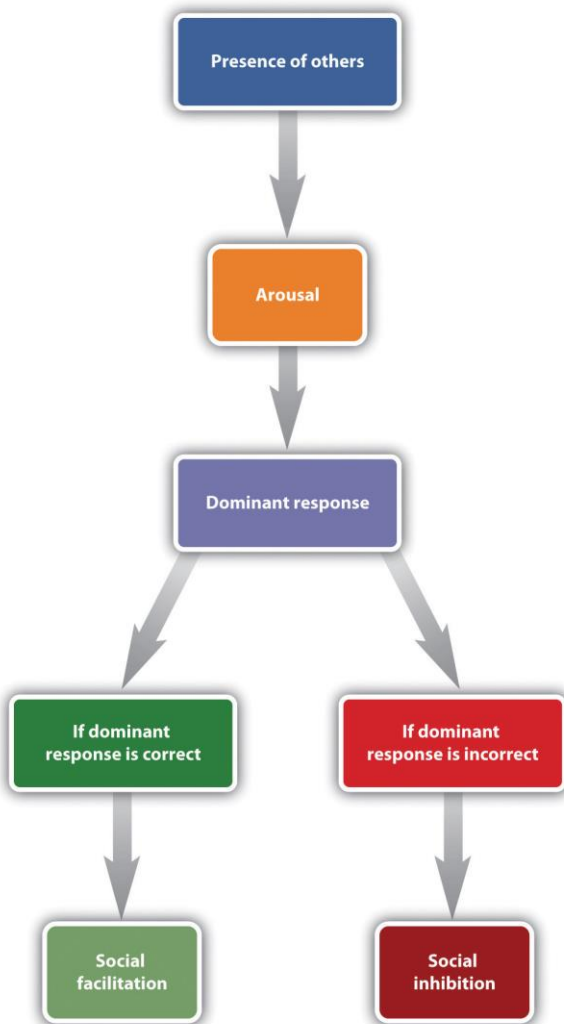 Presence of others
Arousal
Dominant response
If dominant
response is correct
If dominant
response is incorrect
Social
facilitation
Social
inhibition